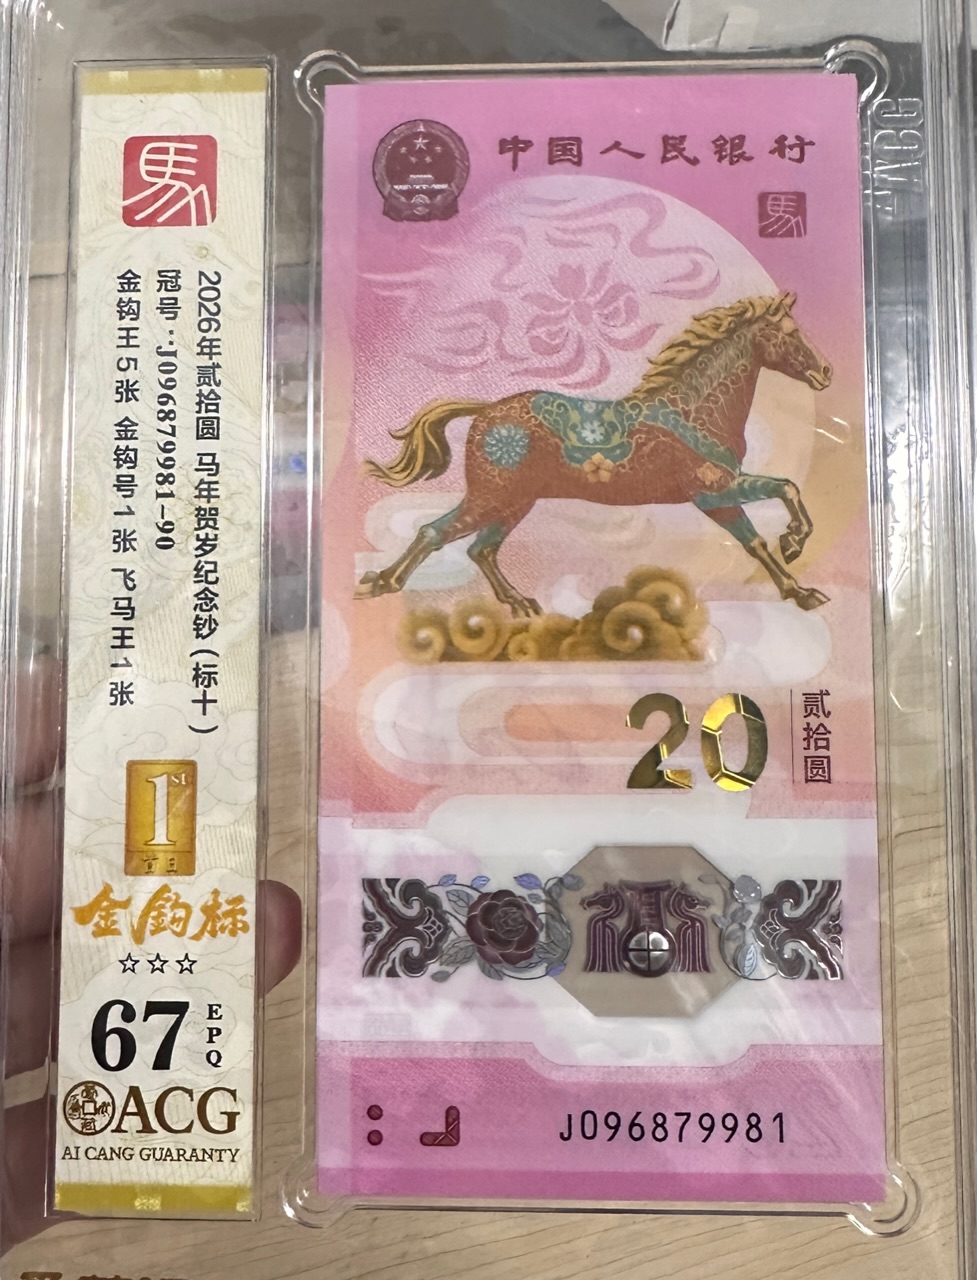 馬
2026年贰拾圆 马年贺岁纪念钞（标十）
冠号：J096879981-90
金钩王5张 金钩号1张 飞马王1张
1ST
首日
金鈎标
☆☆☆
67
EPQ
ACG
AI CANG GUARANTY
中国人民银行
馬
20
贰拾圆
J096879981